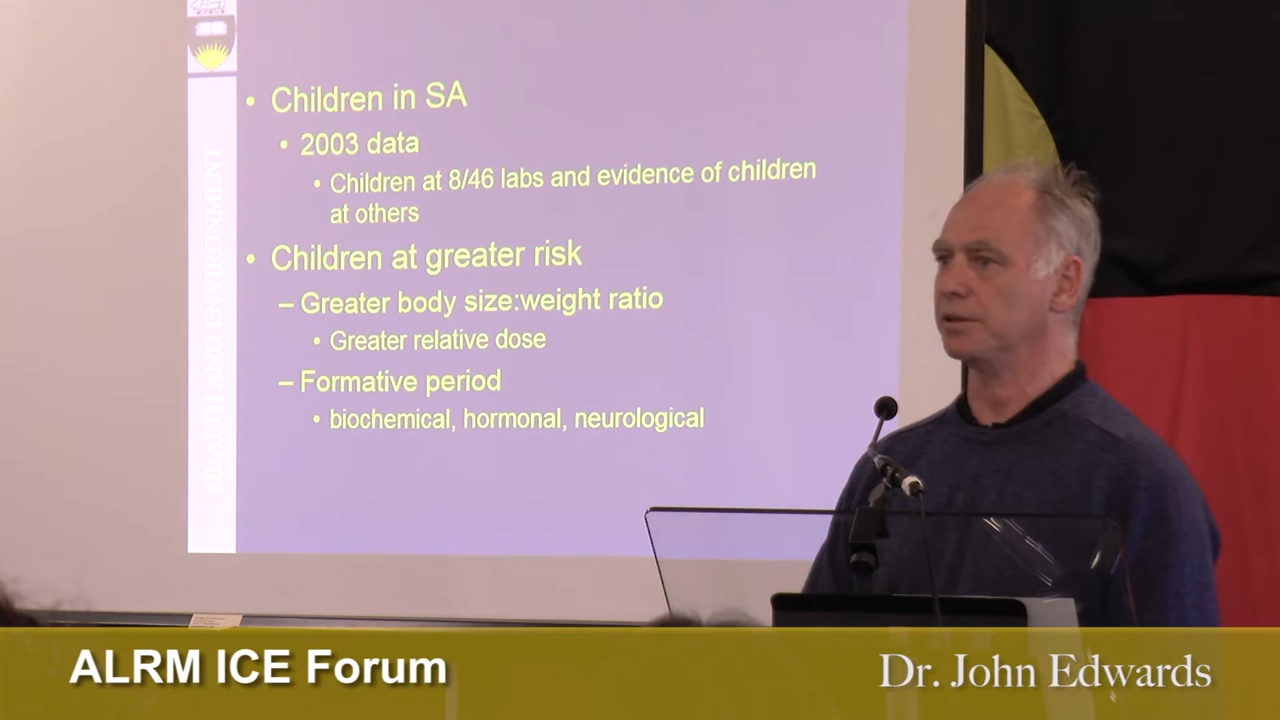 Children in SA
2003 data
Children at 8/46 labs and evidence of children
at others
Children at greater risk
– Greater body size:weight ratio
Greater relative dose
– Formative period
biochemical, hormonal, neurological
HEALTH AND ENVIRONMENT
ALRM ICE Forum
Dr. John Edwards